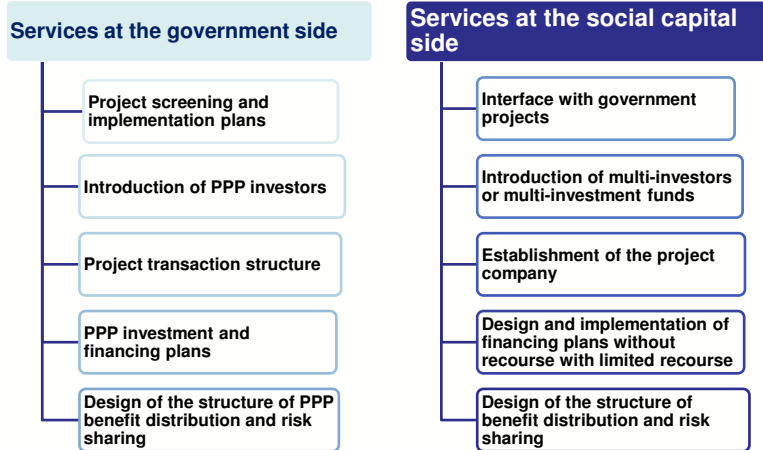 Services at the government side
Project screening and
implementation plans
Introduction of PPP investors
Project transaction structure
PPP investment and
financing plans
Design of the structure of PPP
benefit distribution and risk
sharing
Services at the social capital
side
Interface with government
projects
Introduction of multi-investors
or multi-investment funds
Establishment of the project
company
Design and implementation of
financing plans without
recourse with limited recourse
Design of the structure of
benefit distribution and risk
sharing